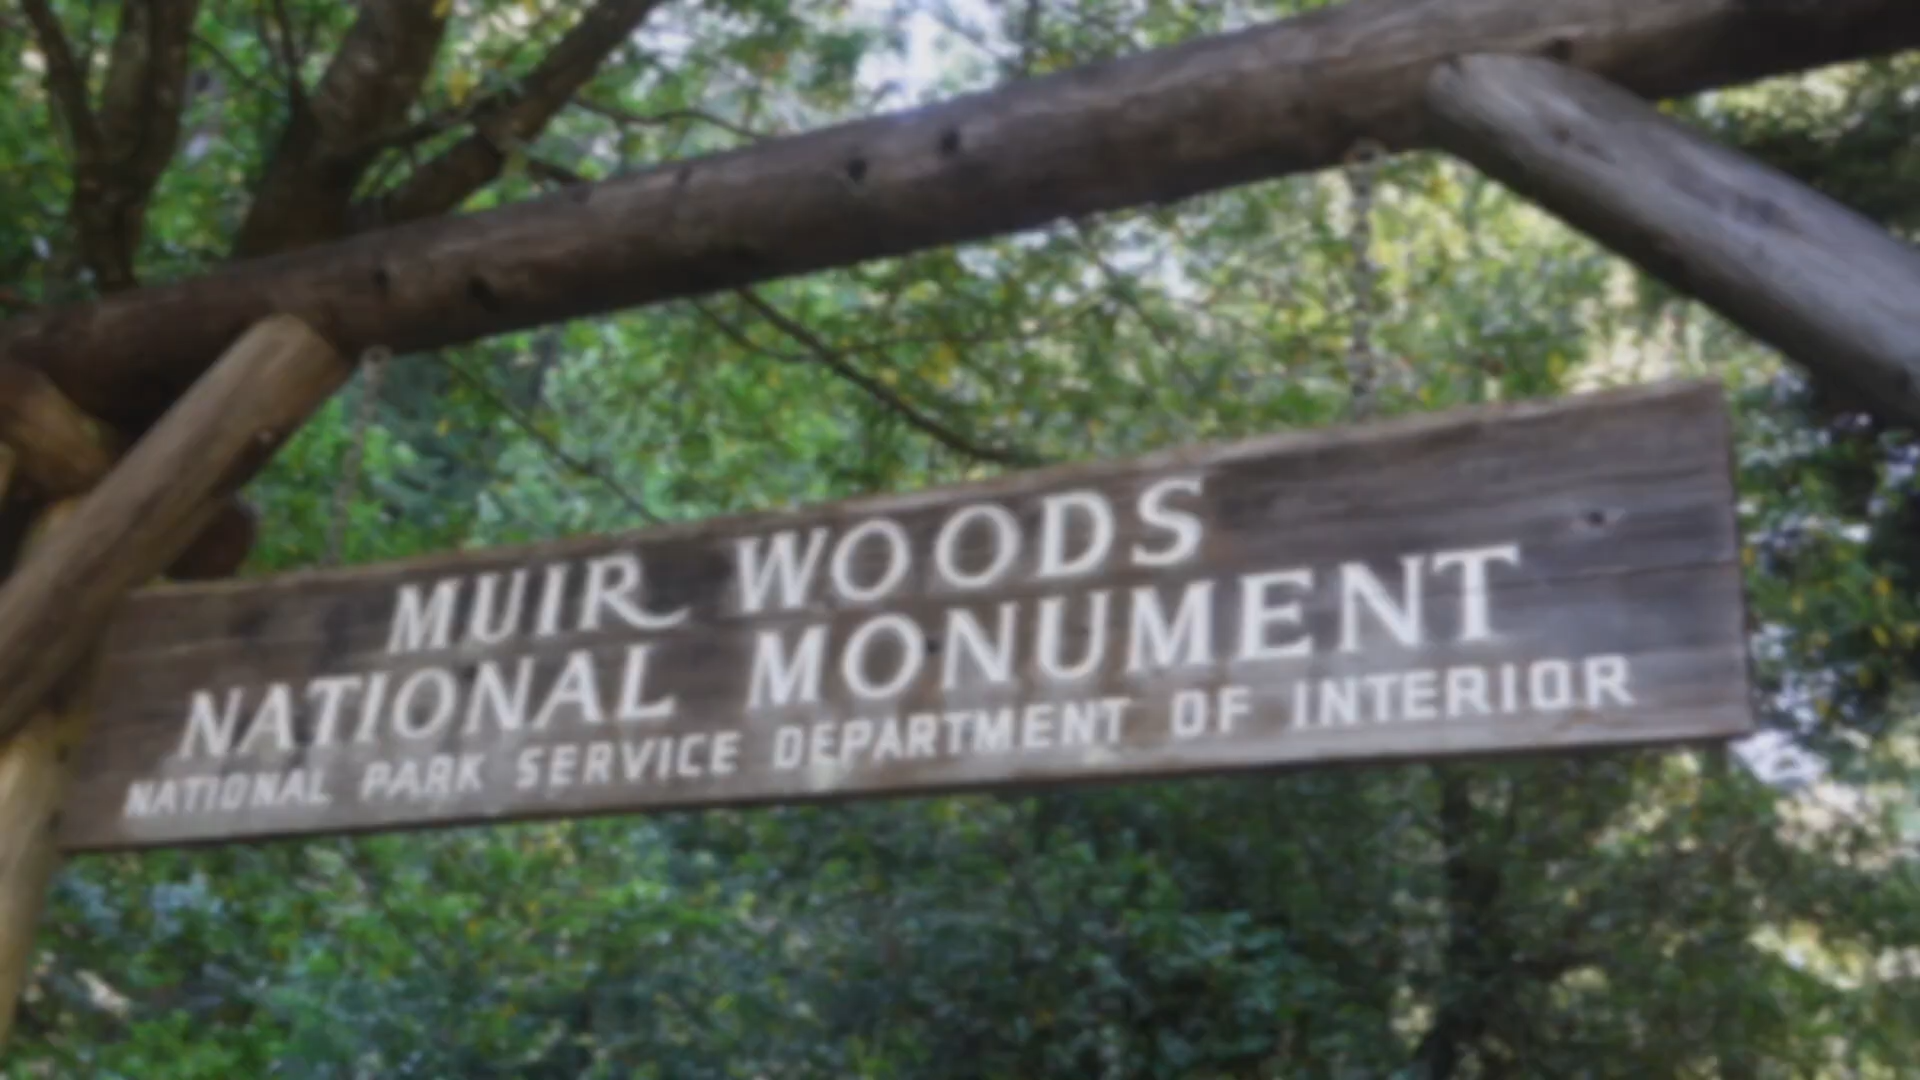 MUIR WOODS
NATIONAL MONUMENT
NATIONAL PARK SERVICE DEPARTMENT OF INTERIOR